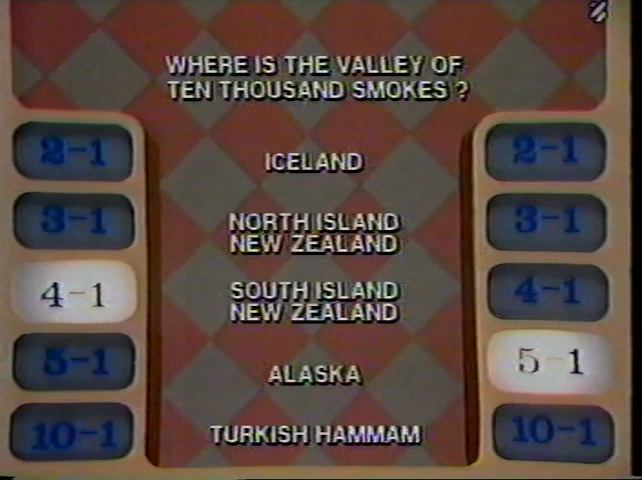 WHERE IS THE VALLEY OF
TEN THOUSAND SMOKES ?
2-1
ICELAND
2-1
3-1
NORTH ISLAND
NEW ZEALAND
3-1
4-1
SOUTH ISLAND
NEW ZEALAND
4-1
5-1
ALASKA
5-1
10-1
TURKISH HAMMAM
10-1